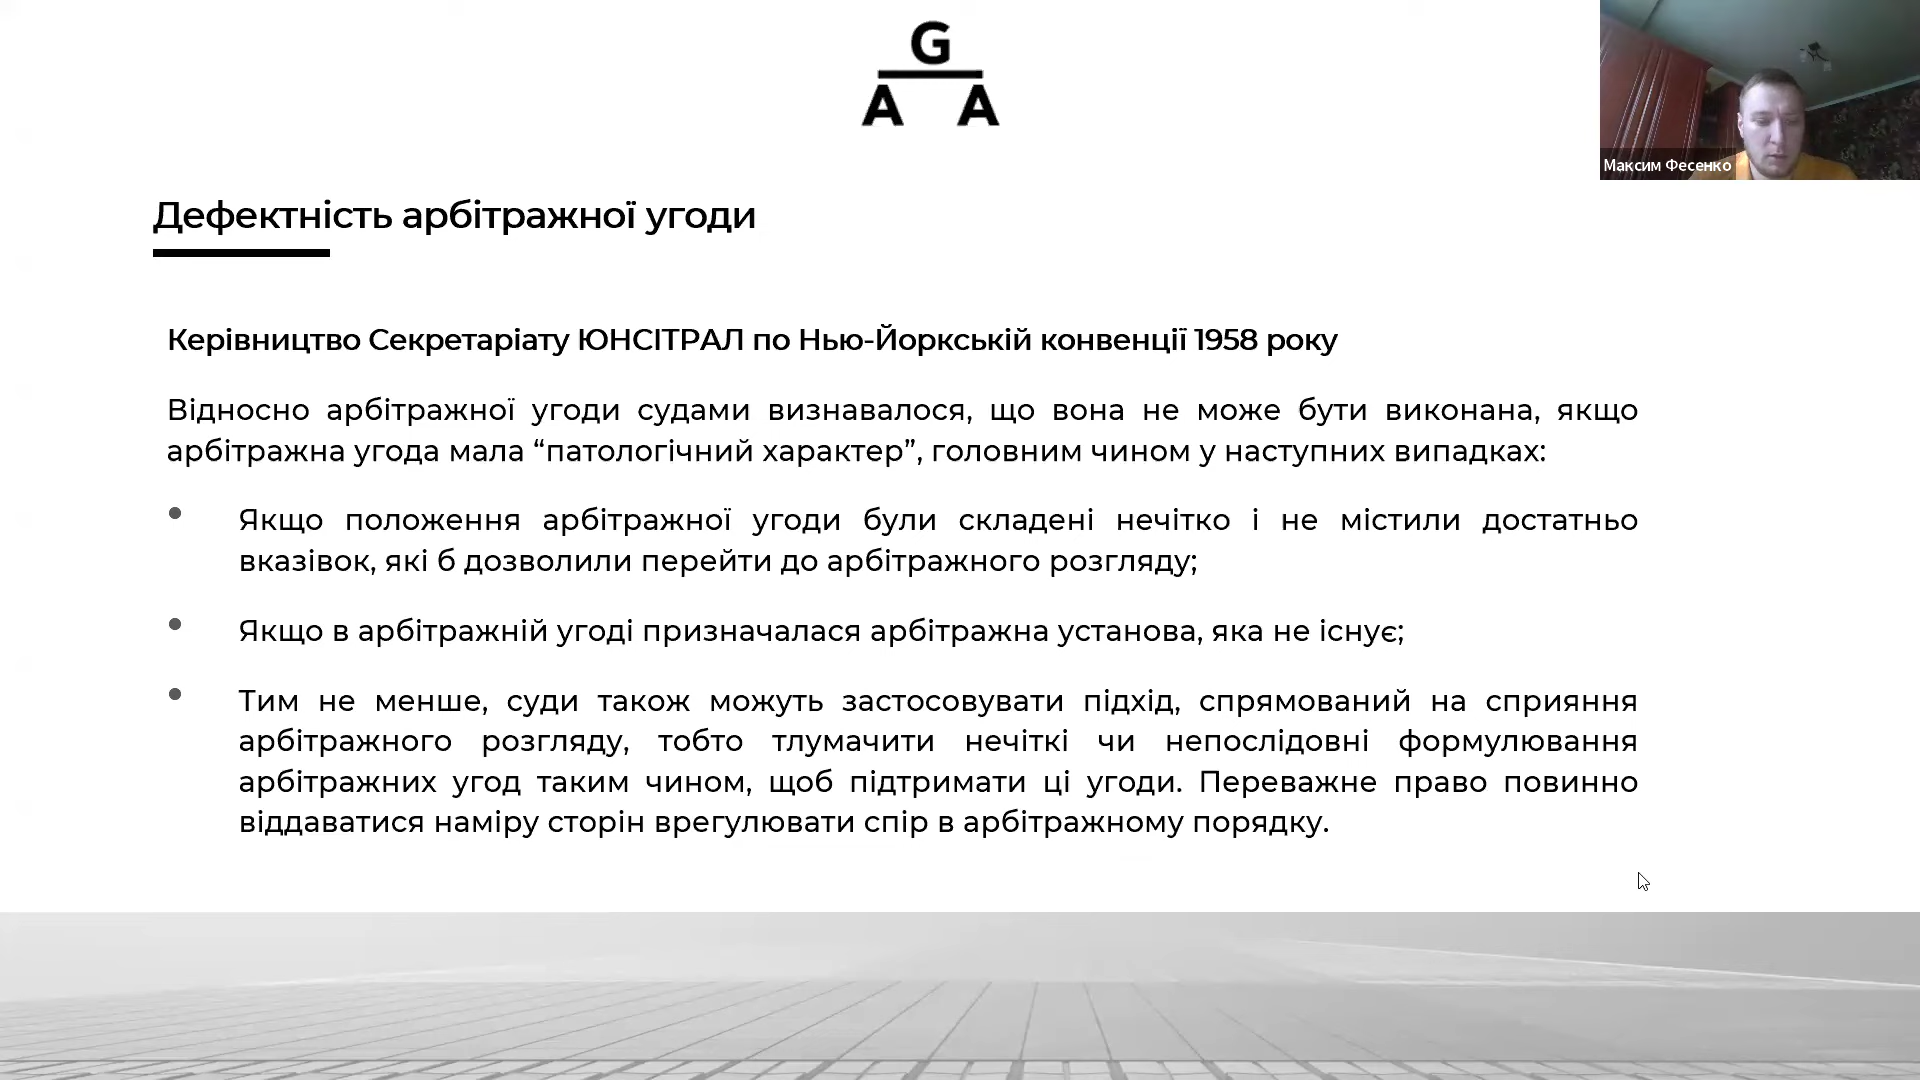 G
A A
Максим Фесенко
Дефектність арбітражної угоди
Керівництво Секретаріату ЮНСІТРАЛ по Нью-Йоркській конвенції 1958 року
Відносно арбітражної угоди судами визнавалося, що вона не може бути виконана, якщо
арбітражна угода мала “патологічний характер”, головним чином у наступних випадках:
• Якщо положення арбітражної угоди були складені нечітко і не містили достатньо
вказівок, які б дозволили перейти до арбітражного розгляду;
• Якщо в арбітражній угоді призначалася арбітражна установа, яка не існує;
• Тим не менше, суди також можуть застосовувати підхід, спрямований на сприяння
арбітражного розгляду, тобто тлумачити нечіткі чи непослідовні формулювання
арбітражних угод таким чином, щоб підтримати ці угоди. Переважне право повинно
віддаватися наміру сторін врегулювати спір в арбітражному порядку.